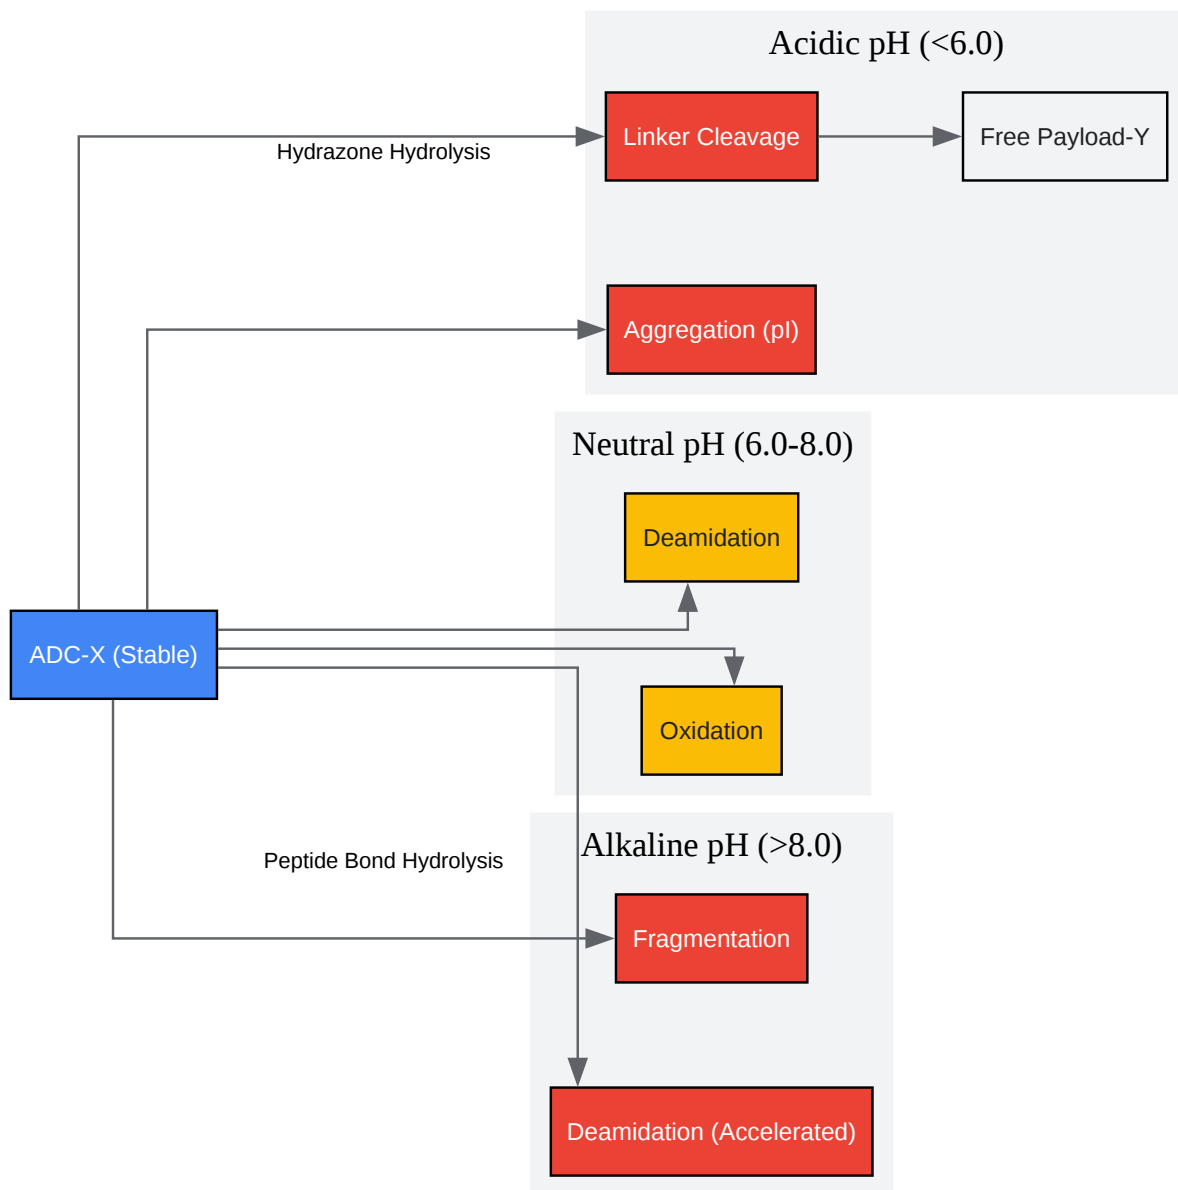 Acidic pH (<6.0)
Linker Cleavage
Free Payload-Y
Hydrazone Hydrolysis
Aggregation (pI)
Neutral pH (6.0-8.0)
Deamidation
ADC-X (Stable)
Oxidation
Alkaline pH (>8.0)
Peptide Bond Hydrolysis
Fragmentation
Deamidation (Accelerated)